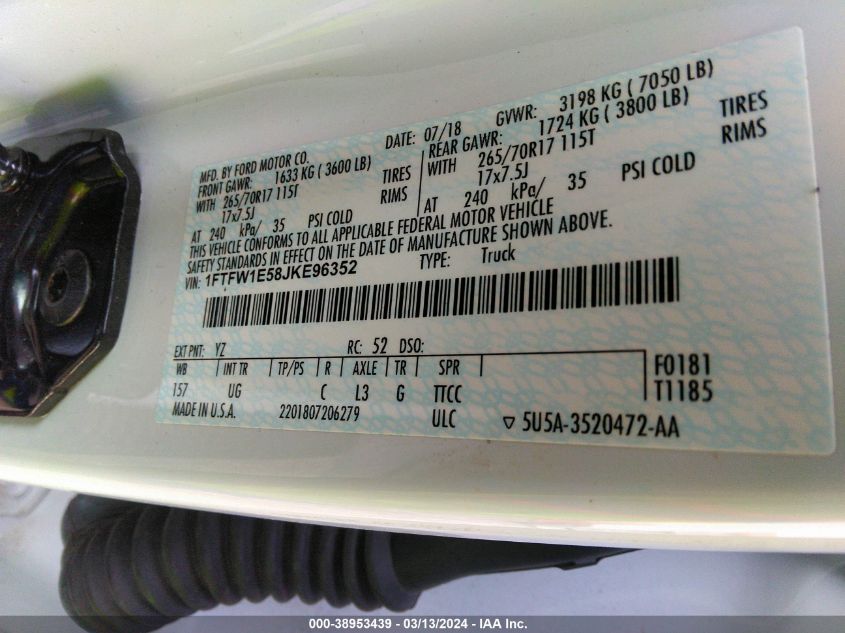 MFD. BY FORD MOTOR CO.
DATE: 07/18 GVWR: 3198 KG ( 7050 LB)
FRONT GAWR: 1633 KG ( 3600 LB)
REAR GAWR: 1724 KG ( 3800 LB)
WITH 265/70R17 115T TIRES
WITH 265/70R17 115T TIRES
17x7.5J RIMS
17x7.5J RIMS
AT 240 kPa/ 35 PSI COLD
AT 240 kPa/ 35 PSI COLD
THIS VEHICLE CONFORMS TO ALL APPLICABLE FEDERAL MOTOR VEHICLE
SAFETY STANDARDS IN EFFECT ON THE DATE OF MANUFACTURE SHOWN ABOVE.
VIN: 1FTFW1E58JKE96352 TYPE: Truck
EXT PNT: YZ RC: 52 DSO:
WB INT TR TP/PS R AXLE TR SPR F0181
157 UG C L3 G TTCC T1185
MADE IN U.S.A. 2201807206279 ULC ▽ 5U5A-3520472-AA
000-38953439 - 03/13/2024 - IAA Inc.